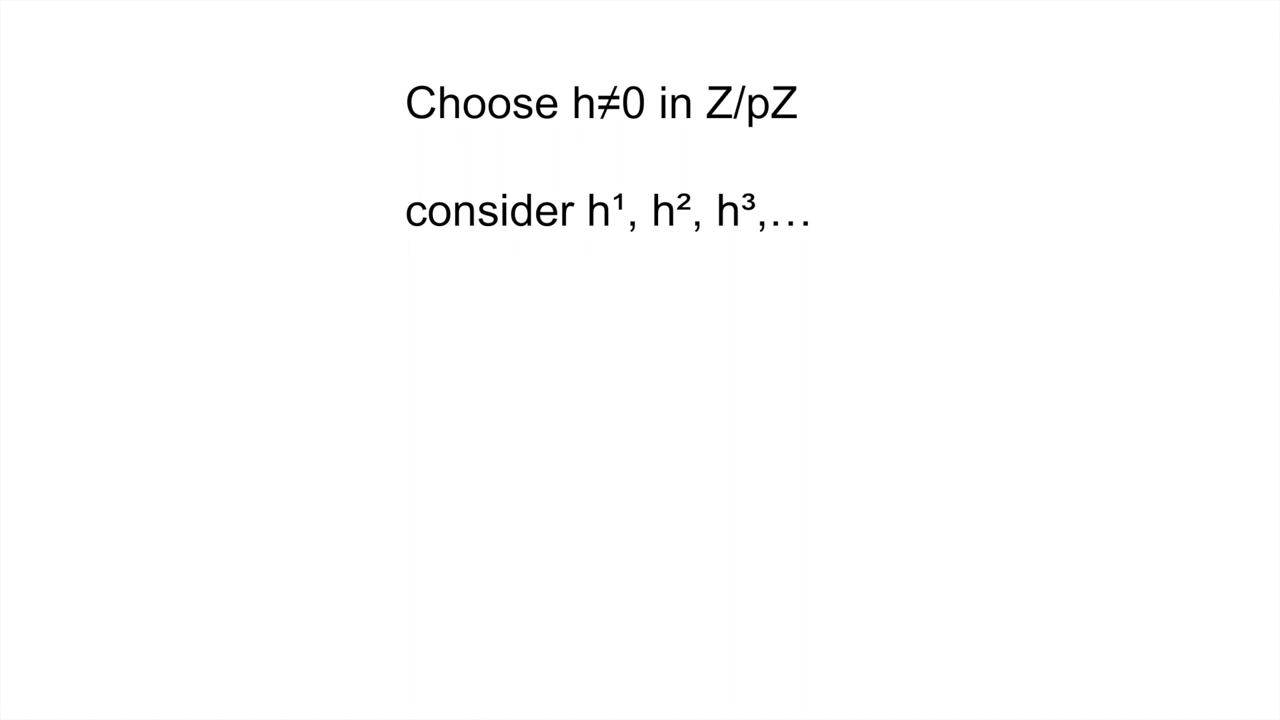 Choose h≠0 in Z/pZ
consider h¹, h², h³,…